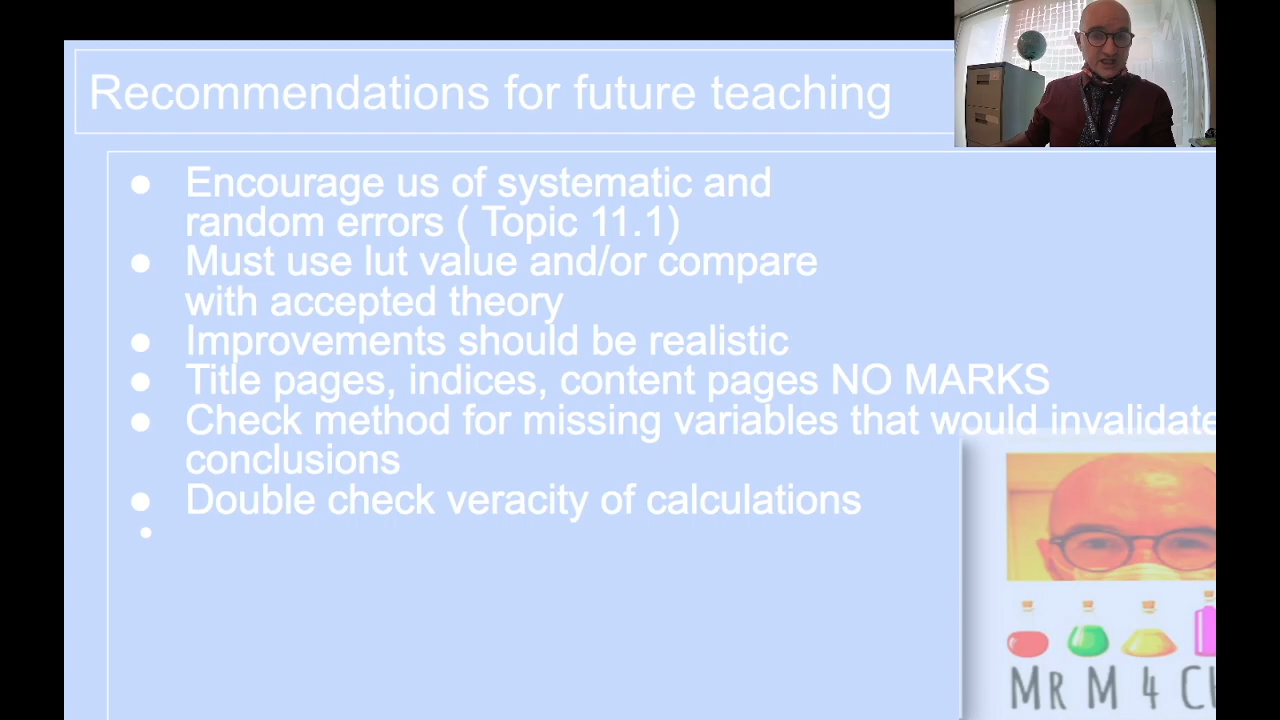 Recommendations for future teaching
● Encourage us of systematic and
random errors ( Topic 11.1)
● Must use lut value and/or compare
with accepted theory
● Improvements should be realistic
● Title pages, indices, content pages NO MARKS
● Check method for missing variables that would invalidate
conclusions
● Double check veracity of calculations
●
MR M 4